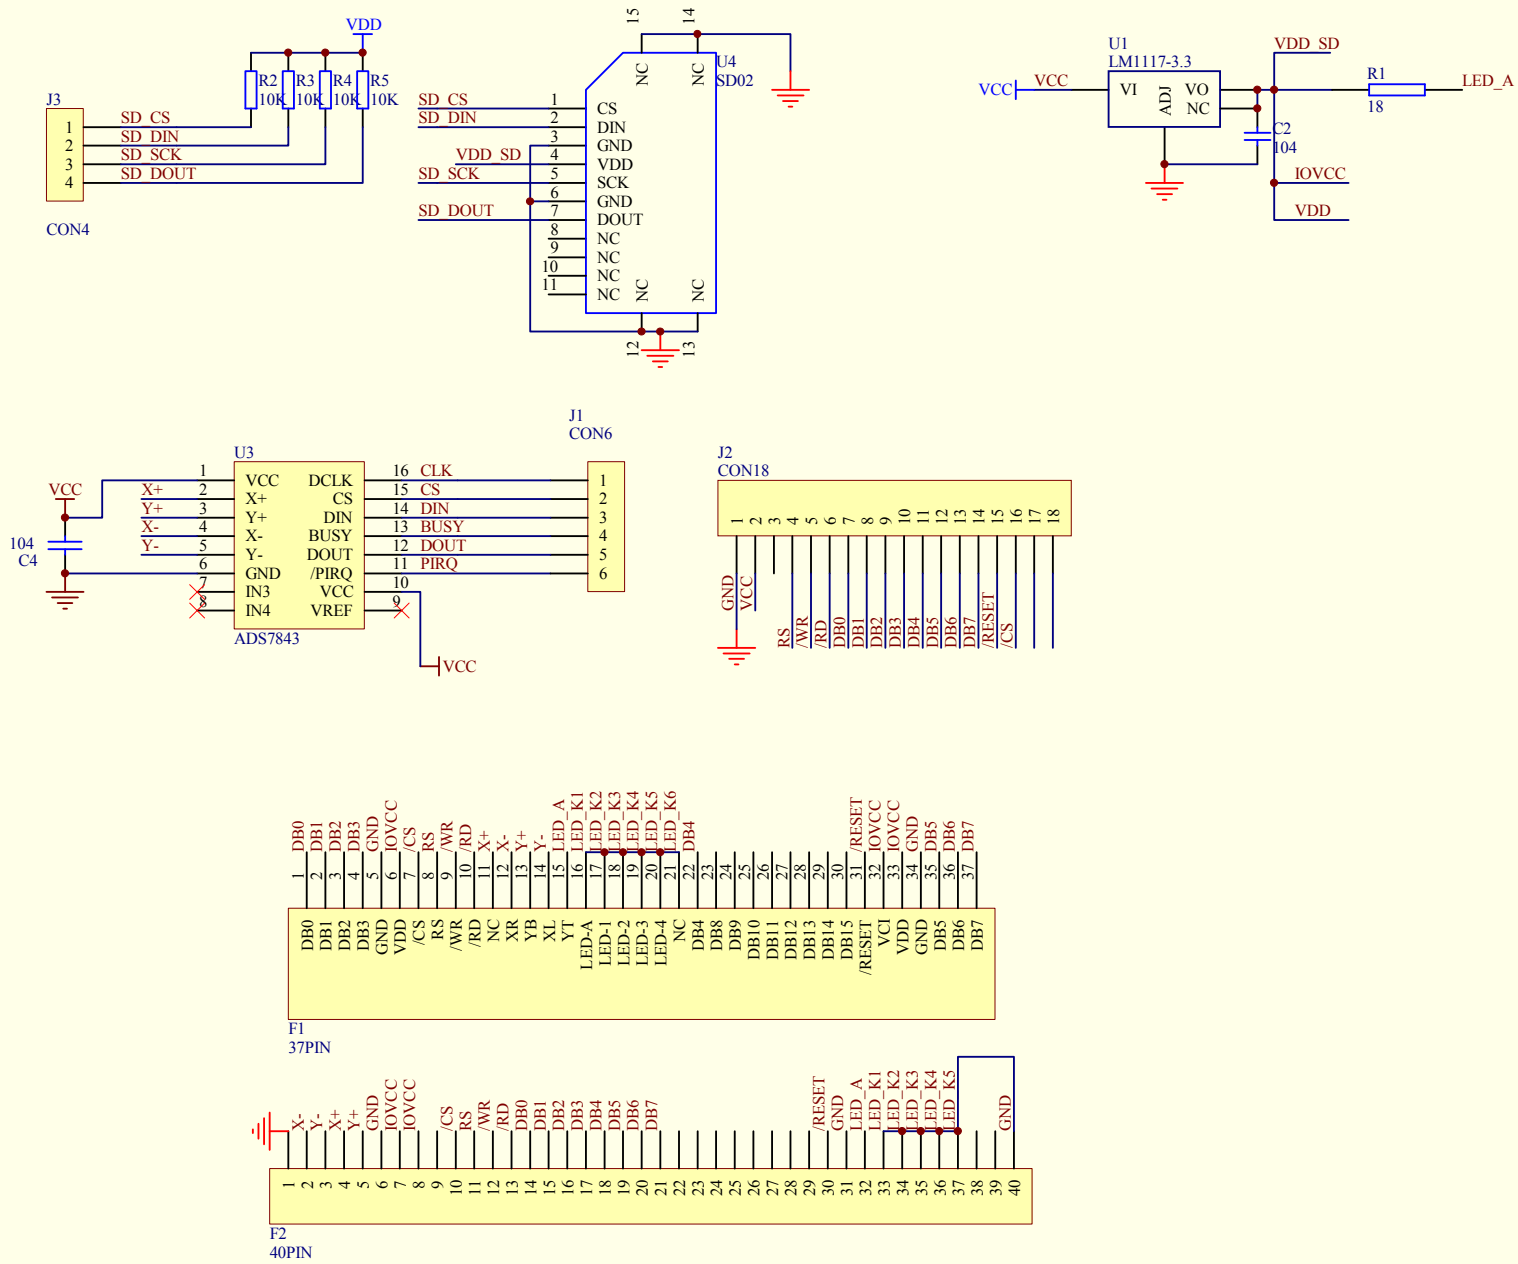 VDD
R2
10K
R3
10K
R4
10K
R5
10K
J3
1 SD_CS
2 SD_DIN
3 SD_SCK
4 SD_DOUT
CON4
15
14
NC
NC
U4
SD02
SD_CS 1 CS
SD_DIN 2 DIN
3 GND
VDD_SD 4 VDD
SD_SCK 5 SCK
6 GND
SD_DOUT 7 DOUT
8 NC
9 NC
10 NC
11 NC
NC
NC
12
13
U1
LM1117-3.3
VCC VCC VI
ADJ
VO
NC
C2
104
VDD_SD
R1
18
LED_A
IOVCC
VDD
VCC
104
C4
U3
1 VCC
X+ 2 X+
Y+ 3 Y+
X- 4 X-
Y- 5 Y-
6 GND
7 IN3
8 IN4
DCLK 16 CLK
CS 15 CS
DIN 14 DIN
BUSY 13 BUSY
DOUT 12 DOUT
/PIRQ 11 PIRQ
VCC 10
VREF 9
ADS7843
VCC
J1
CON6
1
2
3
4
5
6
J2
CON18
1 2 3 4 5 6 7 8 9 10 11 12 13 14 15 16 17 18
GND VCC RS /WR /RD DB0 DB1 DB2 DB3 DB4 DB5 DB6 DB7 /RESET /CS
DB0 DB1 DB2 DB3 GND IOVCC /CS RS /WR /RD X+ X- Y+ Y- LED_A LED_K1 LED_K2 LED_K3 LED_K4 LED_K5 LED_K6 DB4 /RESET IOVCC IOVCC GND DB5 DB6 DB7
1 2 3 4 5 6 7 8 9 10 11 12 13 14 15 16 17 18 19 20 21 22 23 24 25 26 27 28 29 30 31 32 33 34 35 36 37
DB0 DB1 DB2 DB3 GND VDD /CS RS /WR /RD NC XR YB XL YT LED-A LED-1 LED-2 LED-3 LED-4 NC DB4 DB8 DB9 DB10 DB11 DB12 DB13 DB14 DB15 /RESET VCI VDD GND DB5 DB6 DB7
F1
37PIN
X- Y- X+ Y+ GND IOVCC IOVCC /CS RS /WR /RD DB0 DB1 DB2 DB3 DB4 DB5 DB6 DB7 /RESET GND LED_A LED_K1 LED_K2 LED_K3 LED_K4 LED_K5 GND
1 2 3 4 5 6 7 8 9 10 11 12 13 14 15 16 17 18 19 20 21 22 23 24 25 26 27 28 29 30 31 32 33 34 35 36 37 38 39 40
F2
40PIN